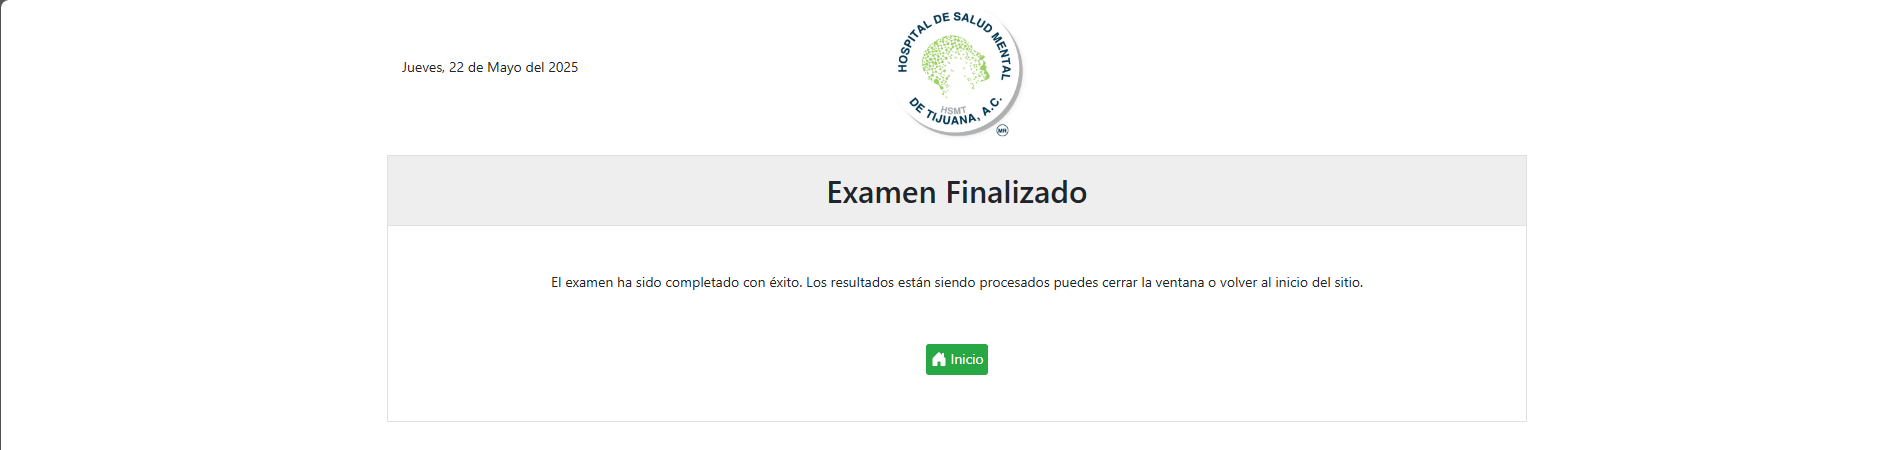 Jueves, 22 de Mayo del 2025
HOSPITAL DE SALUD MENTAL
HSMT
DE TIJUANA, A.C.
MR
Examen Finalizado
El examen ha sido completado con éxito. Los resultados están siendo procesados puedes cerrar la ventana o volver al inicio del sitio.
Inicio